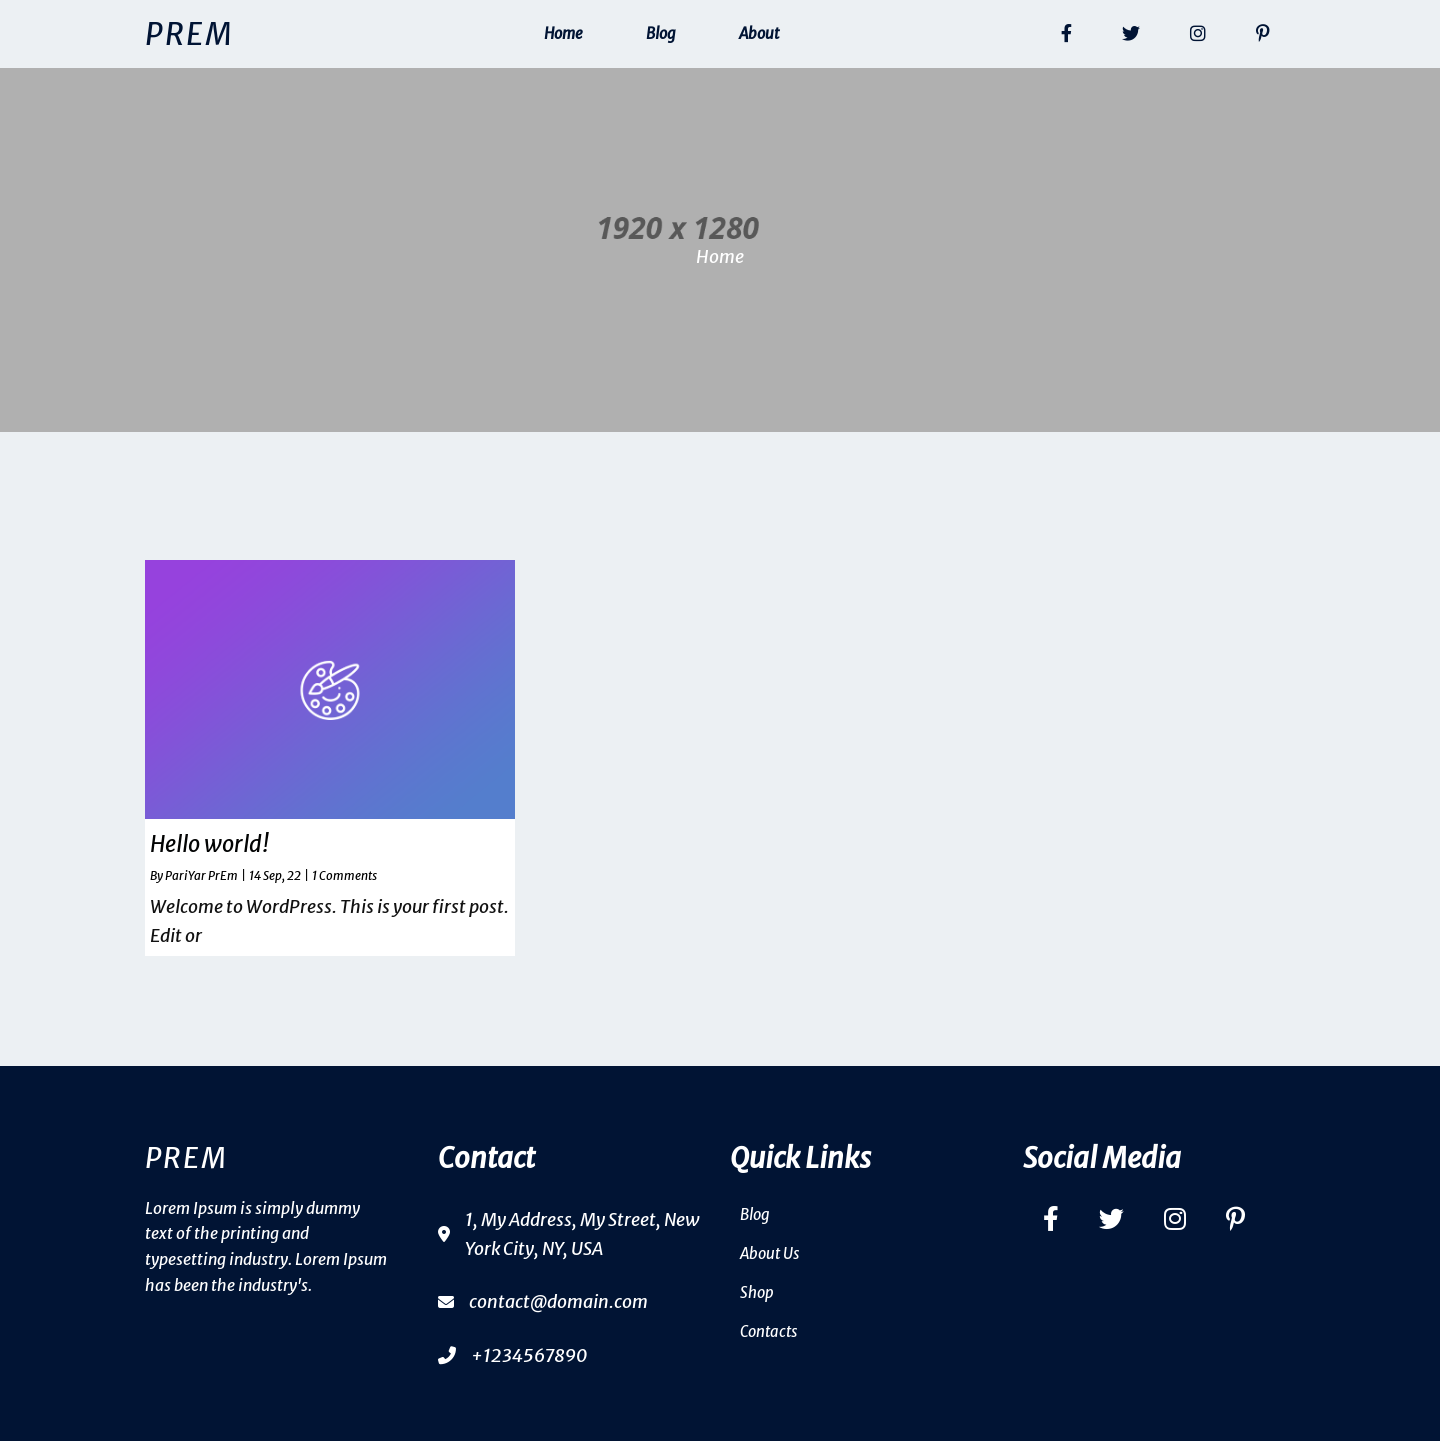 PREM
Home
Blog
About
1920 x 1280
Home
Hello world!
By PariYar PrEm | 14 Sep, 22 | 1 Comments
Welcome to WordPress. This is your first post.
Edit or
PREM
Lorem Ipsum is simply dummy
text of the printing and
typesetting industry. Lorem Ipsum
has been the industry's.
Contact
1, My Address, My Street, New
York City, NY, USA
contact@domain.com
+1234567890
Quick Links
Blog
About Us
Shop
Contacts
Social Media